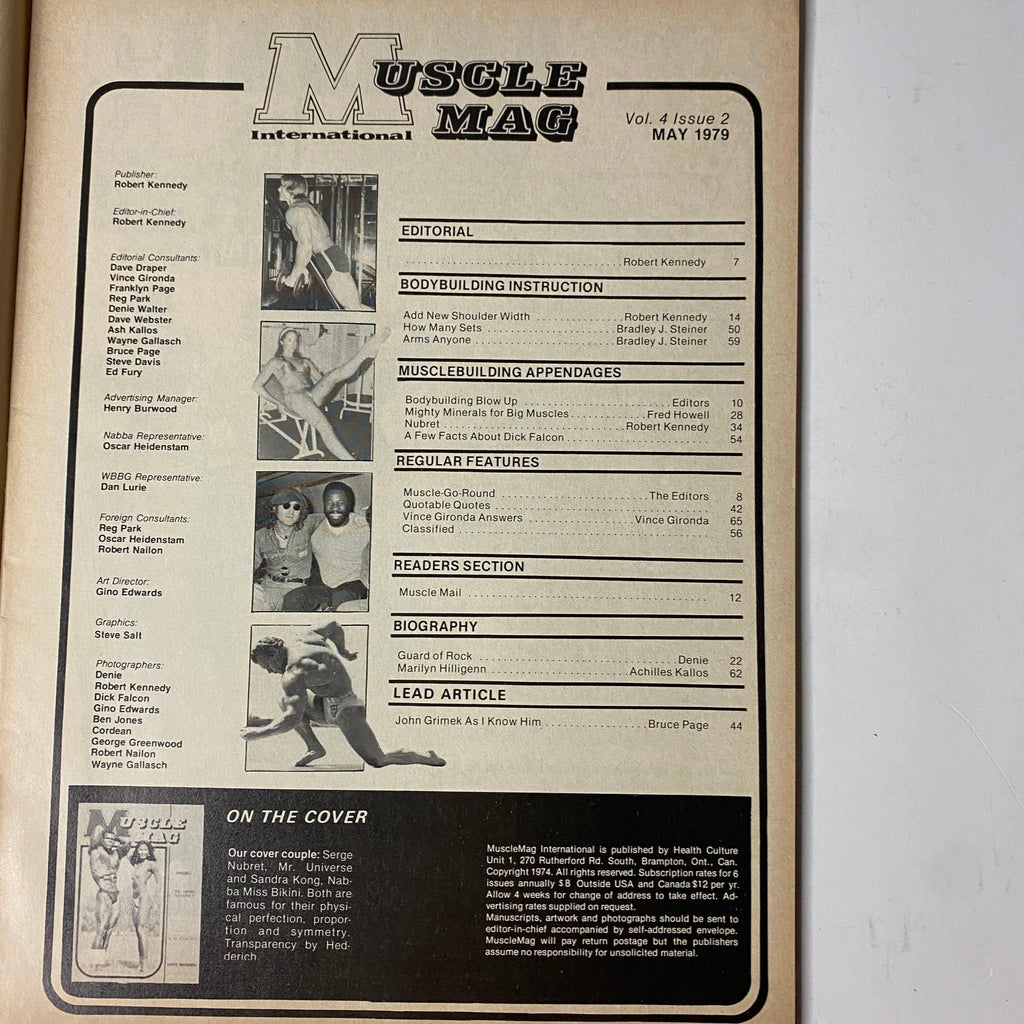 MUSCLE
MAG
International
Vol. 4 Issue 2
MAY 1979
Publisher:
Robert Kennedy
Editor-in-Chief:
Robert Kennedy
Editorial Consultants:
Dave Draper
Vince Gironda
Franklyn Page
Reg Park
Denie Walter
Dave Webster
Ash Kallos
Wayne Gallasch
Bruce Page
Steve Davis
Ed Fury
Advertising Manager:
Henry Burwood
Nabba Representative:
Oscar Heidenstam
WBBG Representative:
Dan Lurie
Foreign Consultants:
Reg Park
Oscar Heidenstam
Robert Nailon
Art Director:
Gino Edwards
Graphics:
Steve Salt
Photographers:
Denie
Robert Kennedy
Dick Falcon
Gino Edwards
Ben Jones
Cordean
George Greenwood
Robert Nailon
Wayne Gallasch
EDITORIAL
. . . . . . . . . . Robert Kennedy 7
BODYBUILDING INSTRUCTION
Add New Shoulder Width . . . . . . . . . . Robert Kennedy 14
How Many Sets . . . . . . . . . . Bradley J. Steiner 50
Arms Anyone . . . . . . . . . . Bradley J. Steiner 59
MUSCLEBUILDING APPENDAGES
Bodybuilding Blow Up . . . . . . . . . . Editors 10
Mighty Minerals for Big Muscles . . . . . . . . . . Fred Howell 28
Nubret . . . . . . . . . . Robert Kennedy 34
A Few Facts About Dick Falcon . . . . . . . . . . 54
REGULAR FEATURES
Muscle-Go-Round . . . . . . . . . . The Editors 8
Quotable Quotes . . . . . . . . . . 42
Vince Gironda Answers . . . . . . . . . . Vince Gironda 65
Classified . . . . . . . . . . 56
READERS SECTION
Muscle Mail . . . . . . . . . . 12
BIOGRAPHY
Guard of Rock . . . . . . . . . . Denie 22
Marilyn Hilligenn . . . . . . . . . . Achilles Kallos 62
LEAD ARTICLE
John Grimek As I Know Him . . . . . . . . . . Bruce Page 44
MUSCLE
MAG
ON THE COVER
Our cover couple: Serge
Nubret, Mr. Universe
and Sandra Kong, Nab-
ba Miss Bikini. Both are
famous for their physi-
cal perfection, propor-
tion and symmetry.
Transparency by Hed-
derich
MuscleMag International is published by Health Culture
Unit 1, 270 Rutherford Rd. South, Brampton, Ont., Can.
Copyright 1974. All rights reserved. Subscription rates for 6
issues annually $8 Outside USA and Canada $12 per yr.
Allow 4 weeks for change of address to take effect. Ad-
vertising rates supplied on request.
Manuscripts, artwork and photographs should be sent to
editor-in-chief accompanied by self-addressed envelope.
MuscleMag will pay return postage but the publishers
assume no responsibility for unsolicited material.